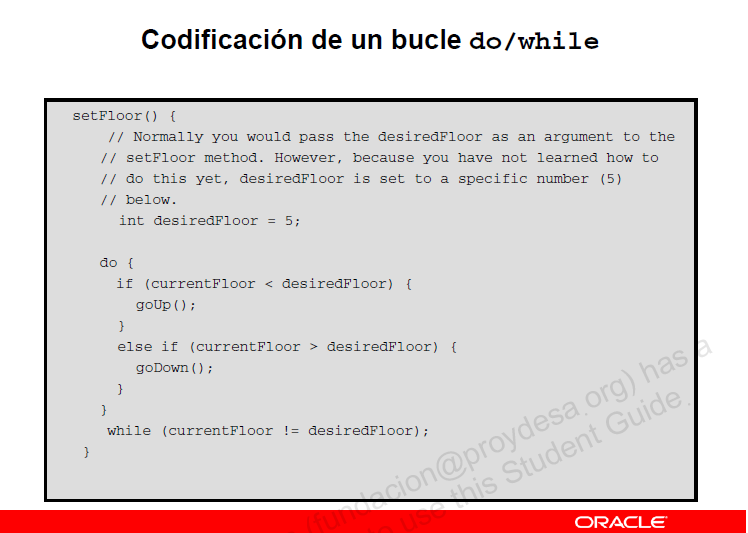 Codificación de un bucle do/while
setFloor() {
// Normally you would pass the desiredFloor as an argument to the
// setFloor method. However, because you have not learned how to
// do this yet, desiredFloor is set to a specific number (5)
// below.
int desiredFloor = 5;
do {
if (currentFloor < desiredFloor) {
goUp();
}
else if (currentFloor > desiredFloor) {
goDown();
}
}
while (currentFloor != desiredFloor);
}
(fundacion@proydesa.org) has a
to use this Student Guide.
ORACLE